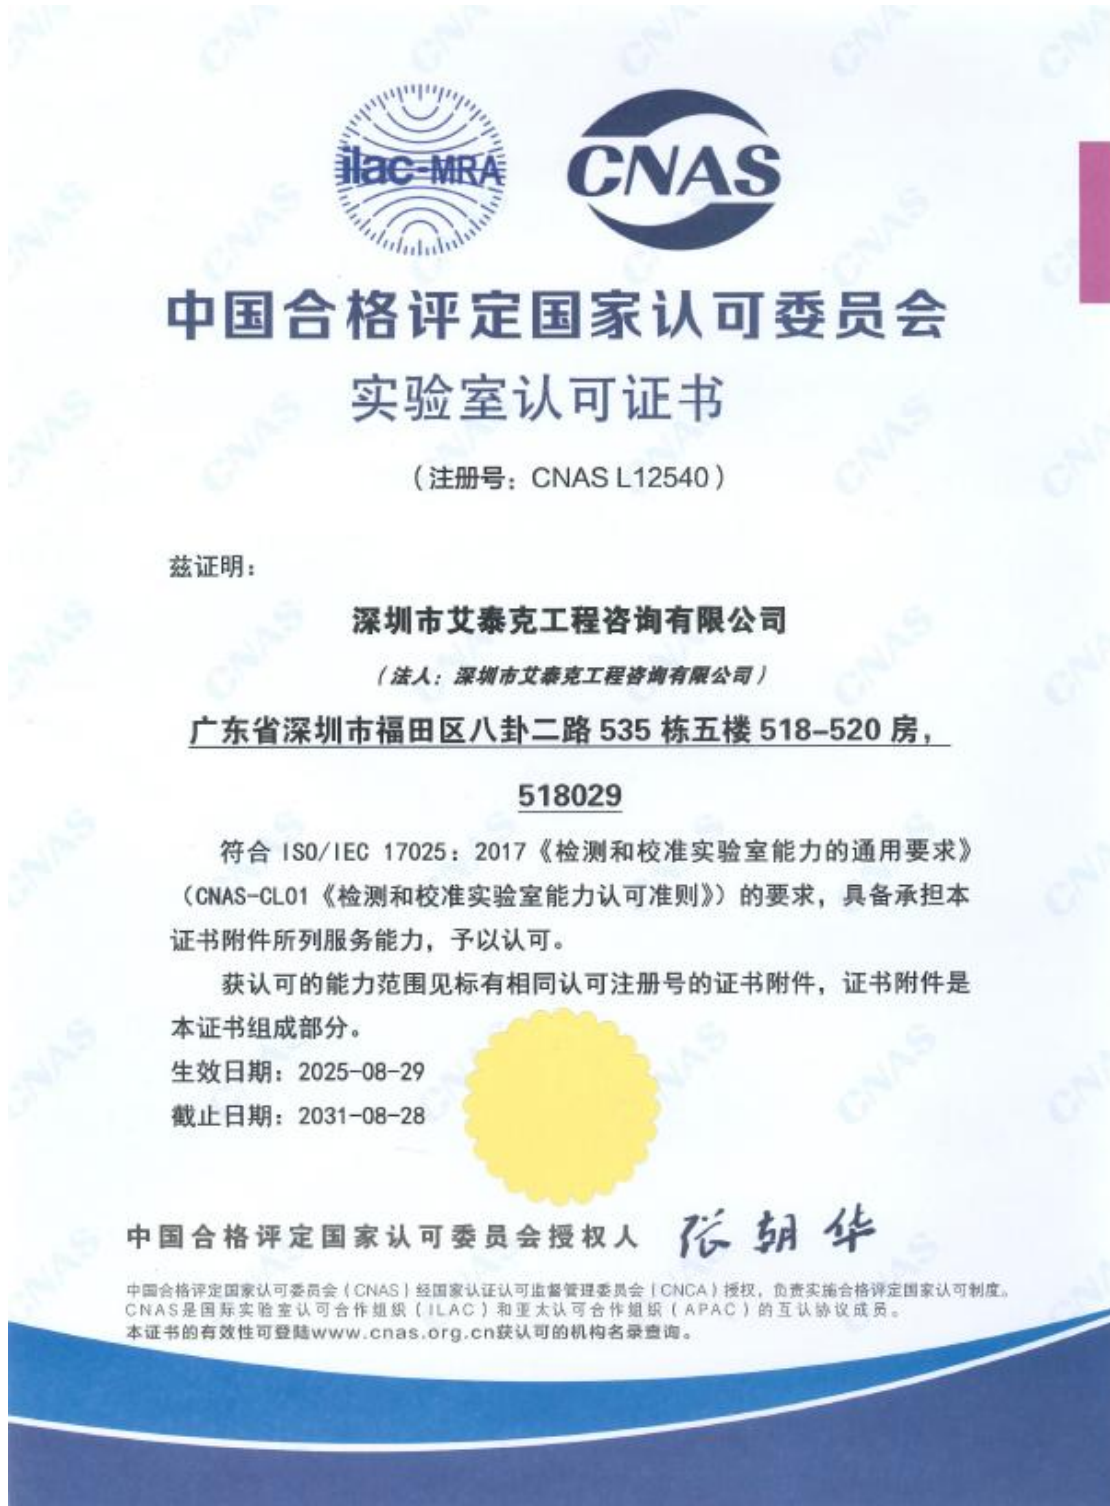 ilac-MRA
CNAS
中国合格评定国家认可委员会
实验室认可证书
（注册号：CNAS L12540）
兹证明：
深圳市艾泰克工程咨询有限公司
（法人：深圳市艾泰克工程咨询有限公司）
广东省深圳市福田区八卦二路 535 栋五楼 518-520 房，
518029
符合 ISO/IEC 17025：2017《检测和校准实验室能力的通用要求》
（CNAS-CL01《检测和校准实验室能力认可准则》）的要求，具备承担本
证书附件所列服务能力，予以认可。
获认可的能力范围见标有相同认可注册号的证书附件，证书附件是
本证书组成部分。
生效日期：2025-08-29
截止日期：2031-08-28
中国合格评定国家认可委员会授权人 张朝华
中国合格评定国家认可委员会（CNAS）经国家认证认可监督管理委员会（CNCA）授权，负责实施合格评定国家认可制度。
CNAS是国际实验室认可合作组织（ILAC）和亚太认可合作组织（APAC）的互认协议成员。
本证书的有效性可登陆www.cnas.org.cn获认可的机构名录查询。